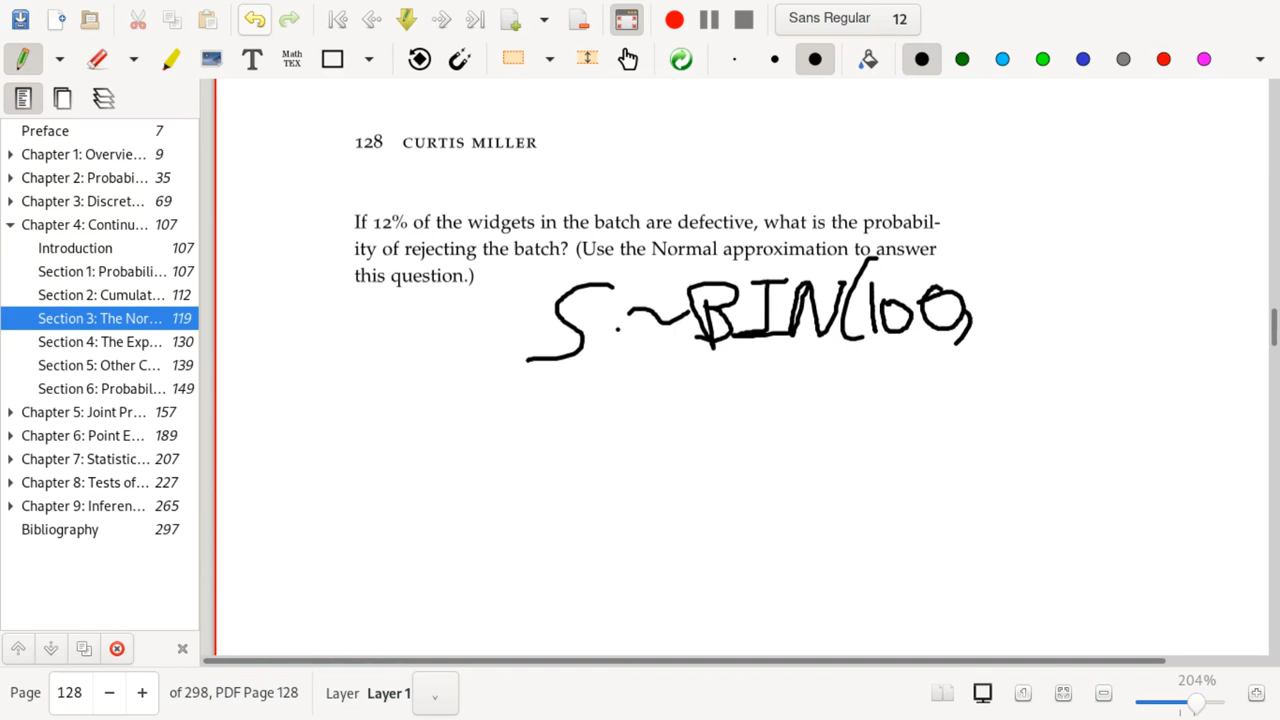 Sans Regular 12
Math
TEX
Preface 7
Chapter 1: Overvie... 9
Chapter 2: Probabi... 35
Chapter 3: Discret... 69
Chapter 4: Continu... 107
Introduction 107
Section 1: Probabili... 107
Section 2: Cumulat... 112
Section 3: The Nor... 119
Section 4: The Exp... 130
Section 5: Other C... 139
Section 6: Probabil... 149
Chapter 5: Joint Pr... 157
Chapter 6: Point E... 189
Chapter 7: Statistic... 207
Chapter 8: Tests of... 227
Chapter 9: Inferen... 265
Bibliography 297
128 CURTIS MILLER
If 12% of the widgets in the batch are defective, what is the probabil-
ity of rejecting the batch? (Use the Normal approximation to answer
this question.)
S.~BIN(100,
Page 128 of 298, PDF Page 128 Layer Layer 1 204%